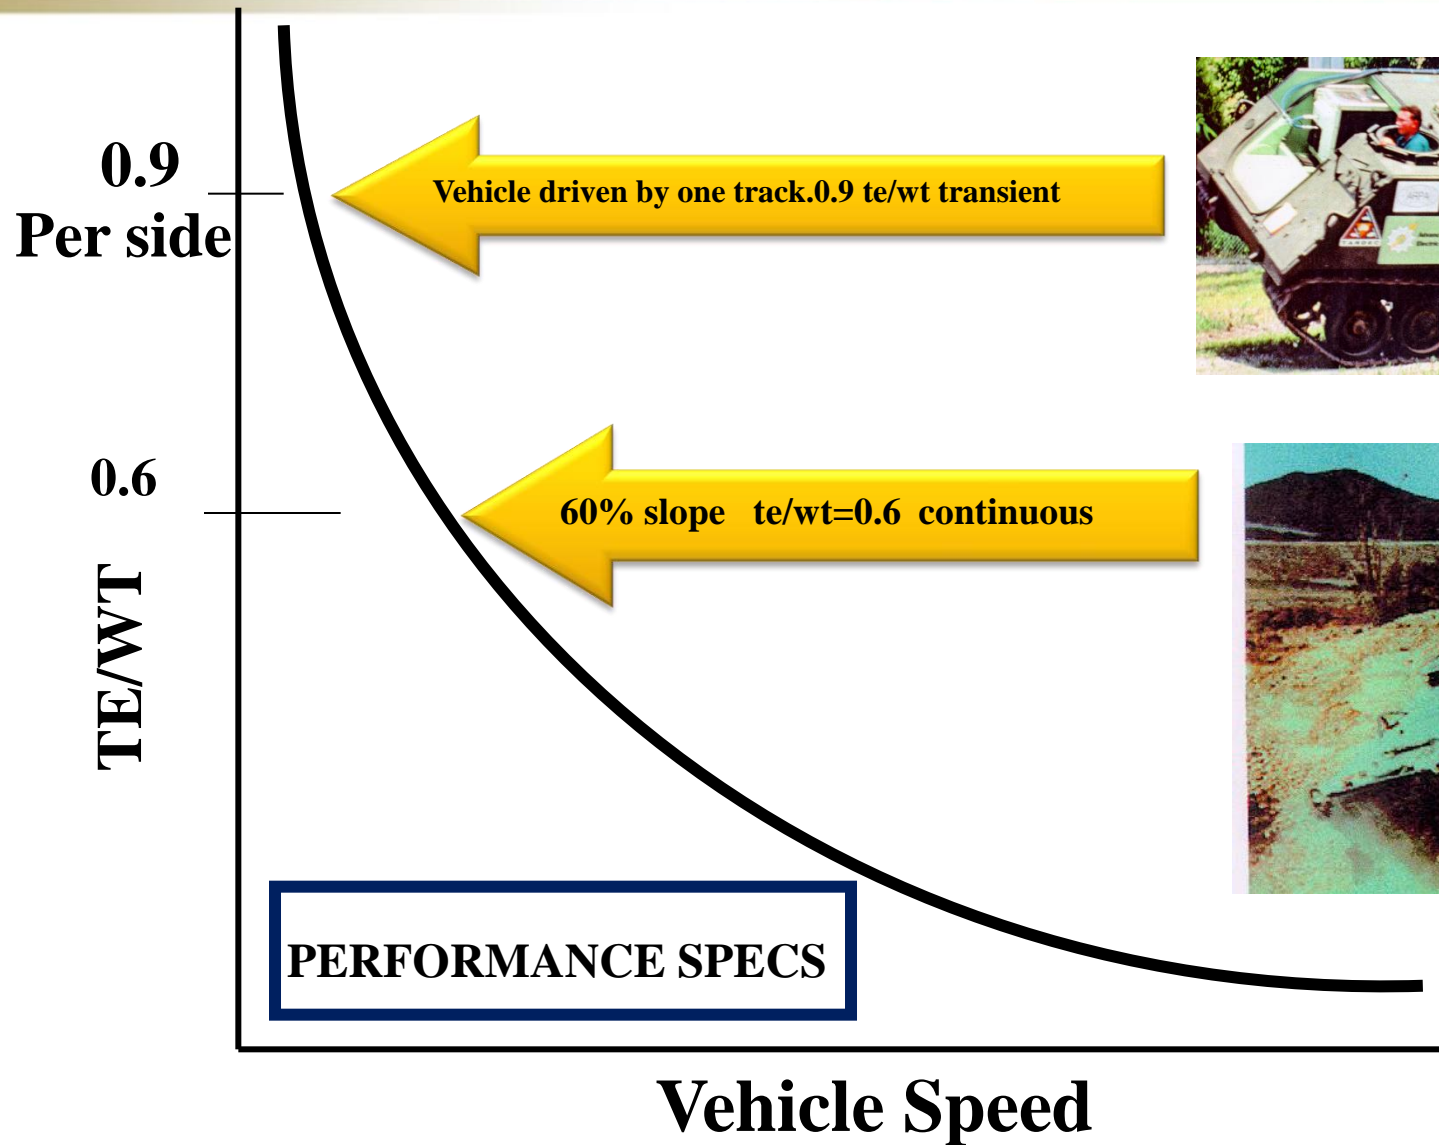 0.9
Per side
Vehicle driven by one track.0.9 te/wt transient
0.6
60% slope te/wt=0.6 continuous
TE/WT
PERFORMANCE SPECS
Vehicle Speed